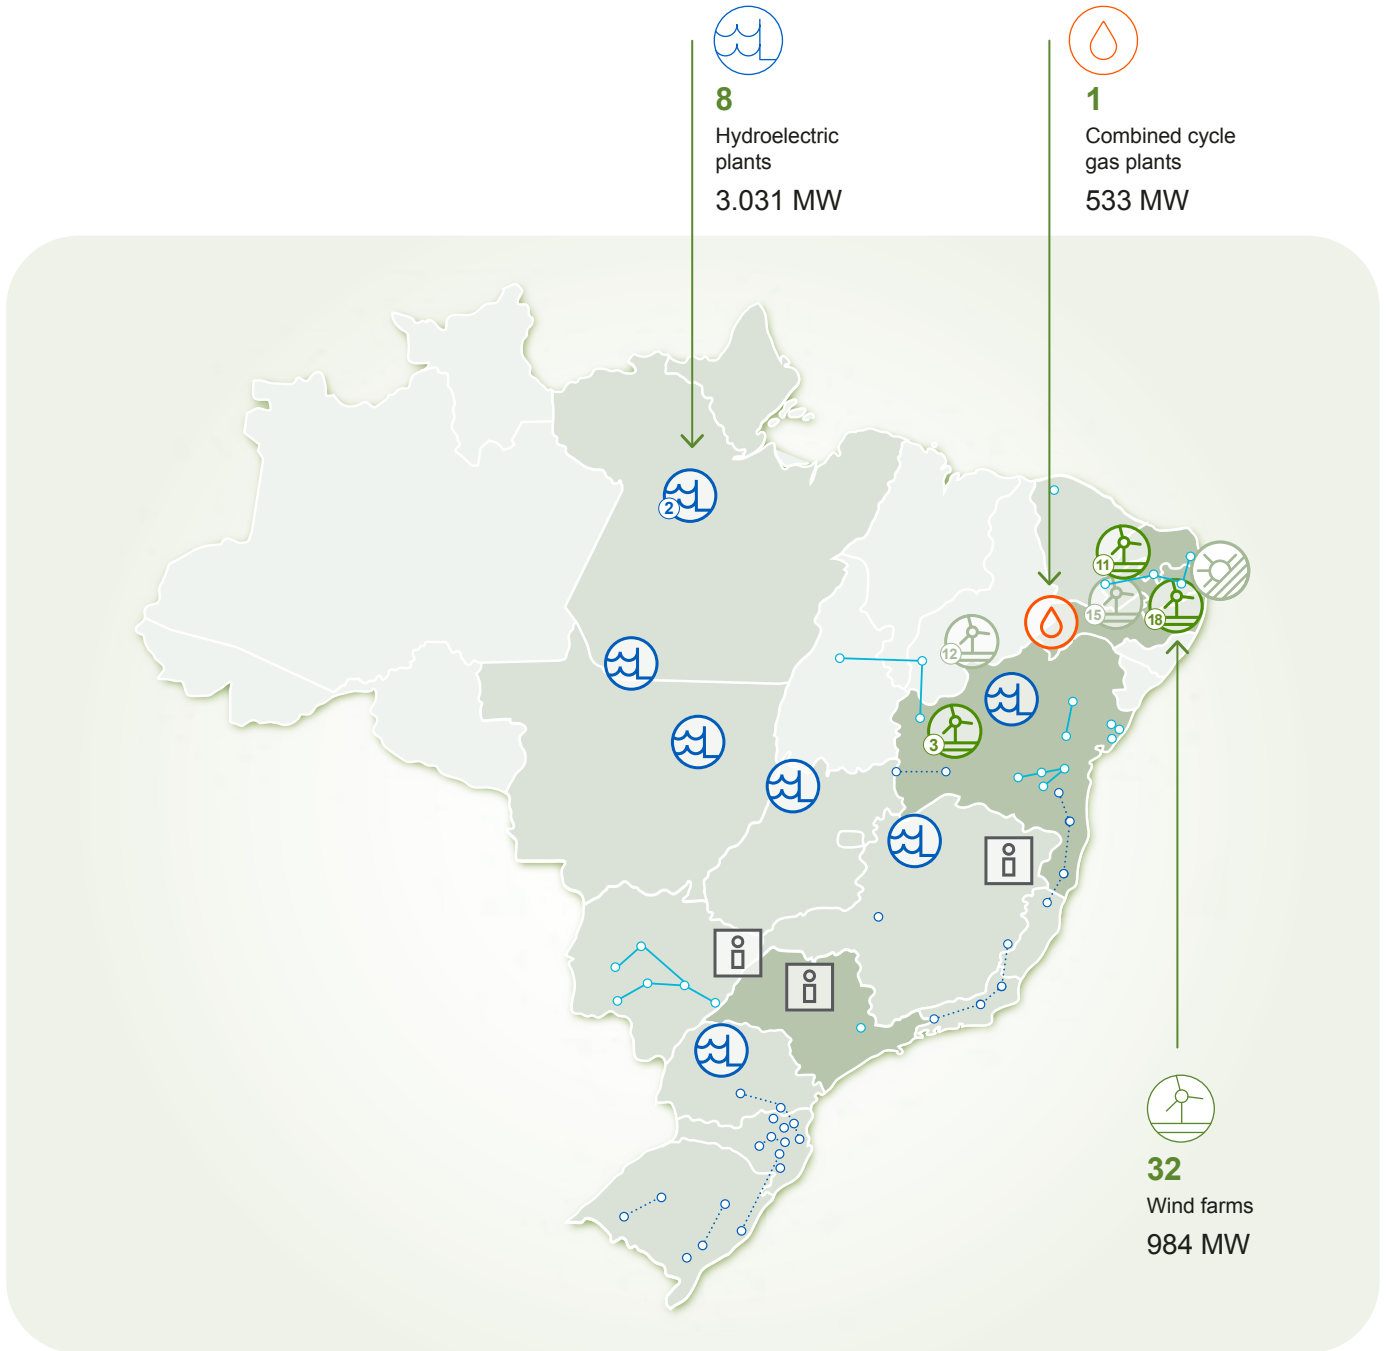 8
Hydroelectric
plants
3.031 MW
1
Combined cycle
gas plants
533 MW
2
11
15
18
12
3
32
Wind farms
984 MW